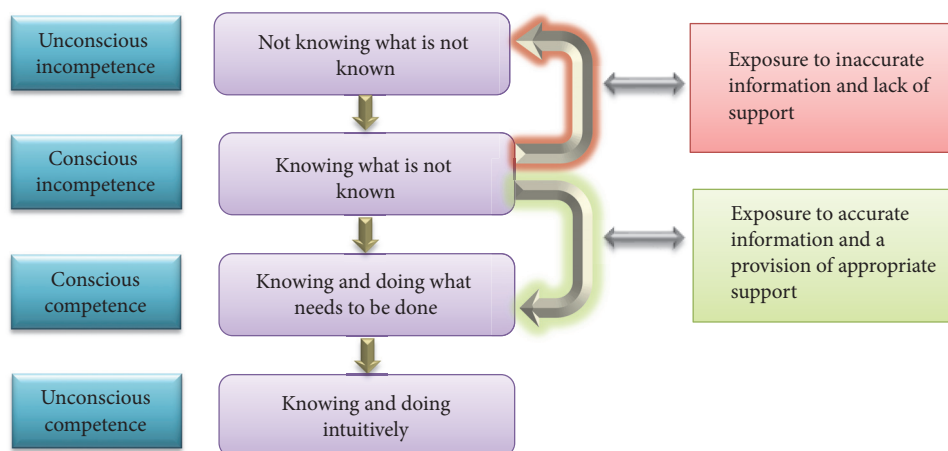 Unconscious
incompetence
Not knowing what is not
known
Exposure to inaccurate
information and lack of
support
Conscious
incompetence
Knowing what is not
known
Exposure to accurate
information and a
provision of appropriate
support
Conscious
competence
Knowing and doing what
needs to be done
Unconscious
competence
Knowing and doing
intuitively